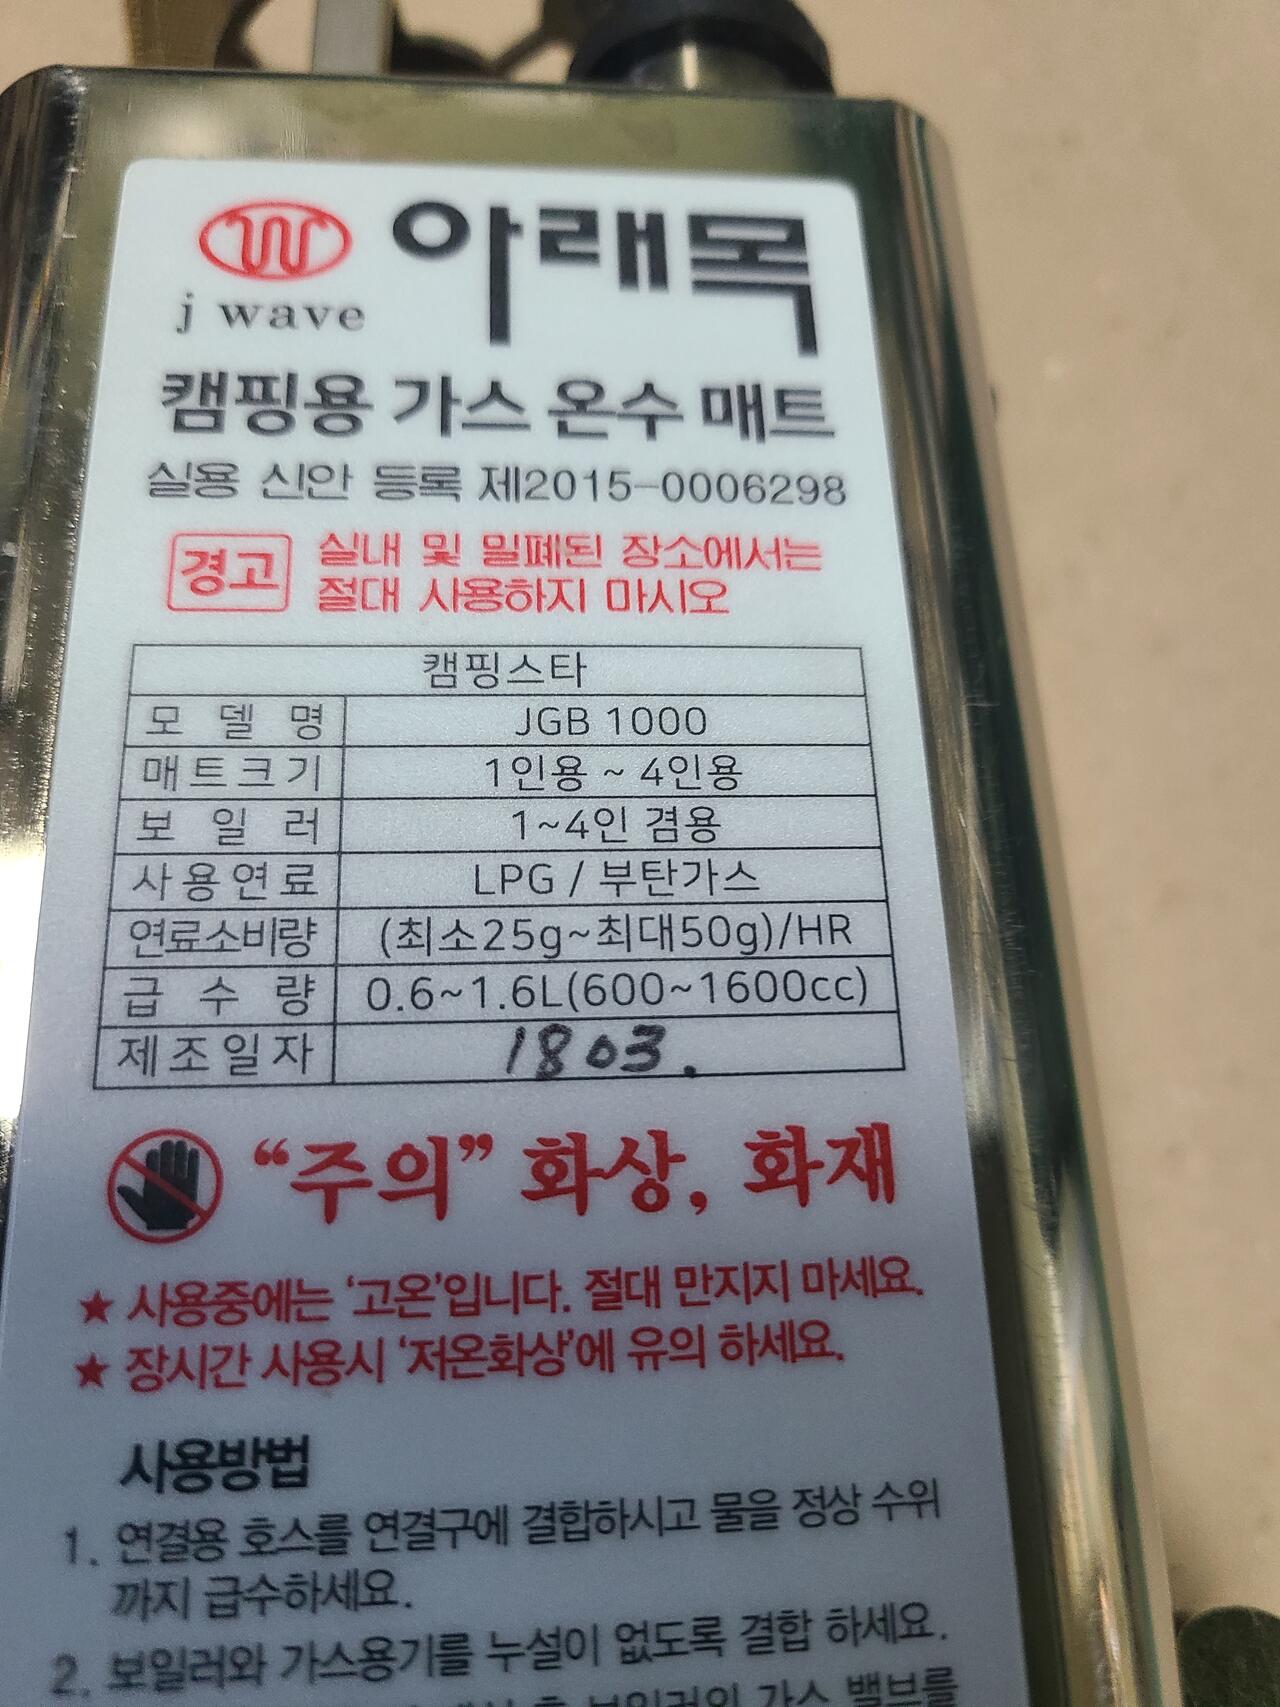 아래목
j wave
캠핑용 가스 온수 매트
실용 신안 등록 제2015-0006298
경고 실내 및 밀폐된 장소에서는
절대 사용하지 마시오
캠핑스타
모 델 명 JGB 1000
매트크기 1인용 ~ 4인용
보 일 러 1~4인 겸용
사용연료 LPG / 부탄가스
연료소비량 (최소25g~최대50g)/HR
급 수 량 0.6~1.6L(600~1600cc)
제조일자 1803.
“주의” 화상, 화재
★ 사용중에는 ‘고온’입니다. 절대 만지지 마세요.
★ 장시간 사용시 ‘저온화상’에 유의 하세요.
사용방법
1. 연결용 호스를 연결구에 결합하시고 물을 정상 수위
까지 급수하세요.
2. 보일러와 가스용기를 누설이 없도록 결합 하세요.
후 보일러의 가스 밸브를